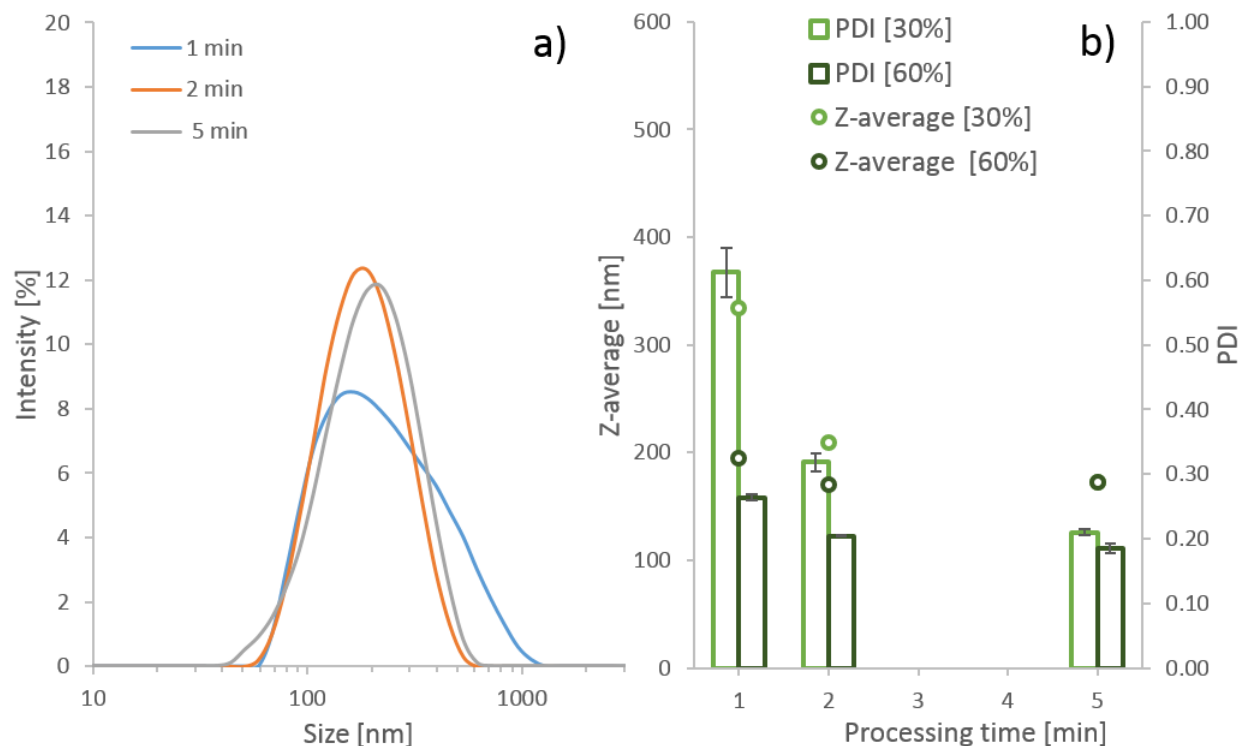 a)
1 min
2 min
5 min
20
18
16
14
12
10
8
6
4
2
0
Intensity [%]
10
100
1000
Size [nm]
b)
PDI [30%]
PDI [60%]
Z-average [30%]
Z-average [60%]
600
500
400
300
200
100
0
Z-average [nm]
1.00
0.90
0.80
0.70
0.60
0.50
0.40
0.30
0.20
0.10
0.00
PDI
1
2
3
4
5
Processing time [min]